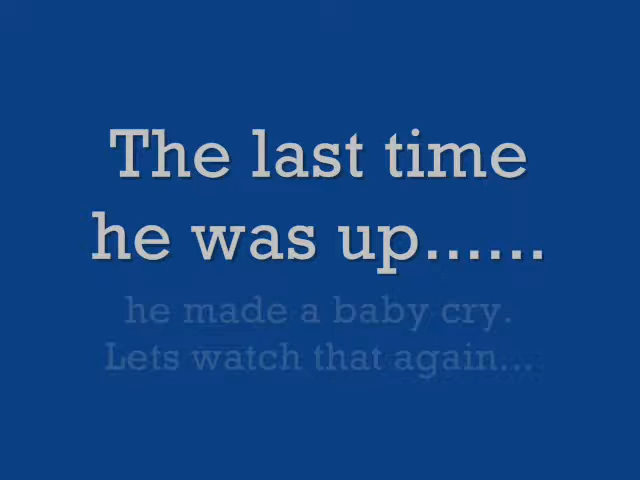 The last time
he was up......
he made a baby cry.
Lets watch that again...